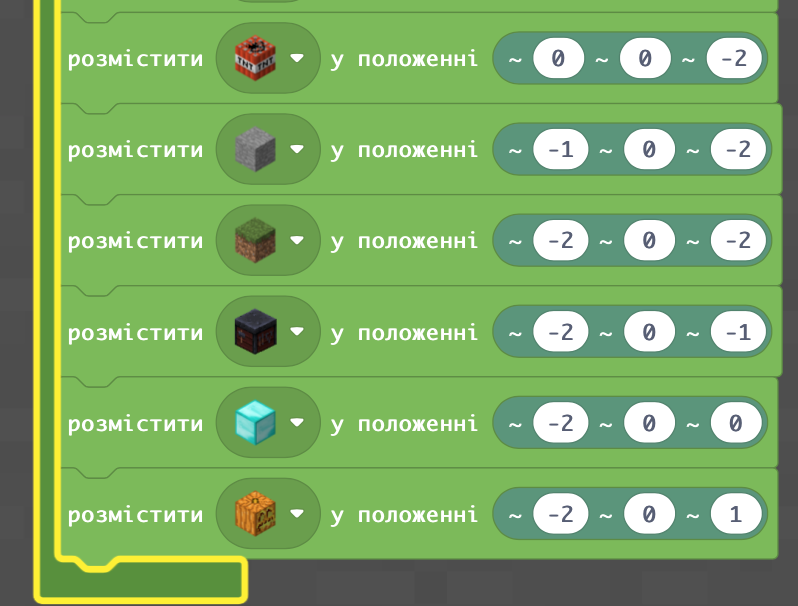 розмістити у положенні ~ 0 ~ 0 ~ -2
розмістити у положенні ~ -1 ~ 0 ~ -2
розмістити у положенні ~ -2 ~ 0 ~ -2
розмістити у положенні ~ -2 ~ 0 ~ -1
розмістити у положенні ~ -2 ~ 0 ~ 0
розмістити у положенні ~ -2 ~ 0 ~ 1